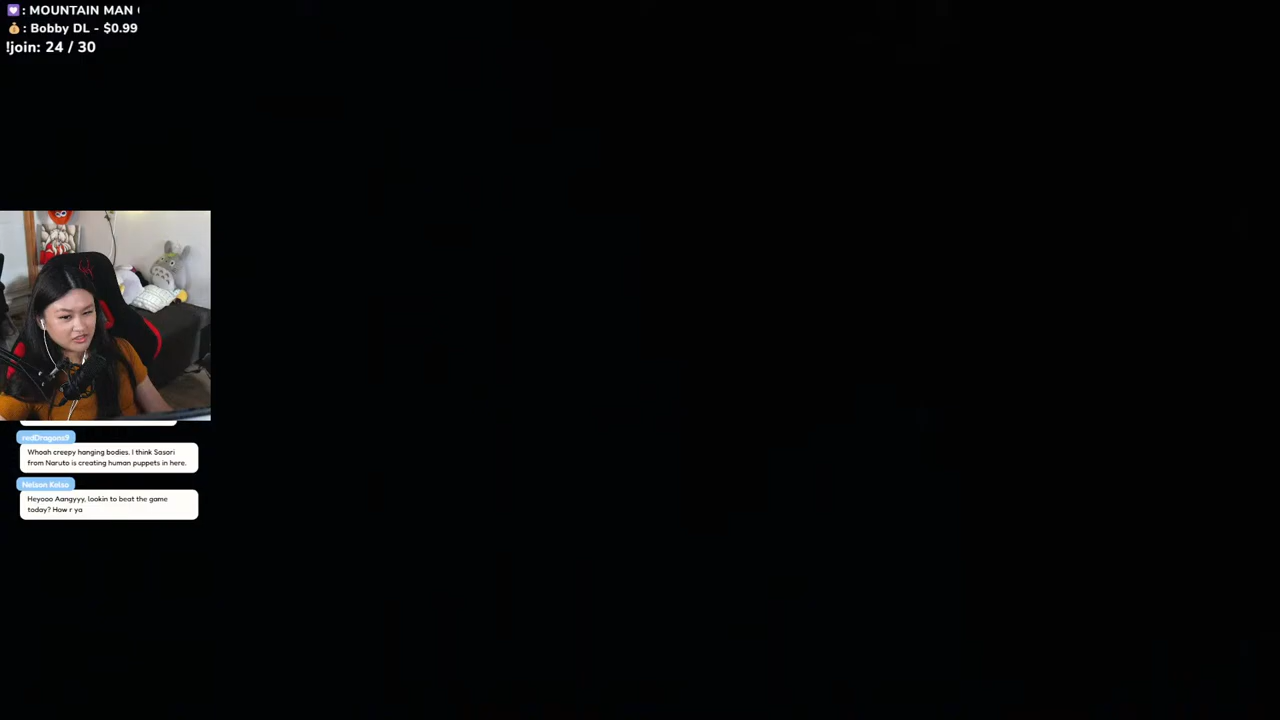 : MOUNTAIN MAN
: Bobby DL - $0.99
!join: 24 / 30
redDragons9
Whoah creepy hanging bodies. I think Sasori
from Naruto is creating human puppets in here.
Nelson Kelso
Heyooo Aangyyy, lookin to beat the game
today? How r ya